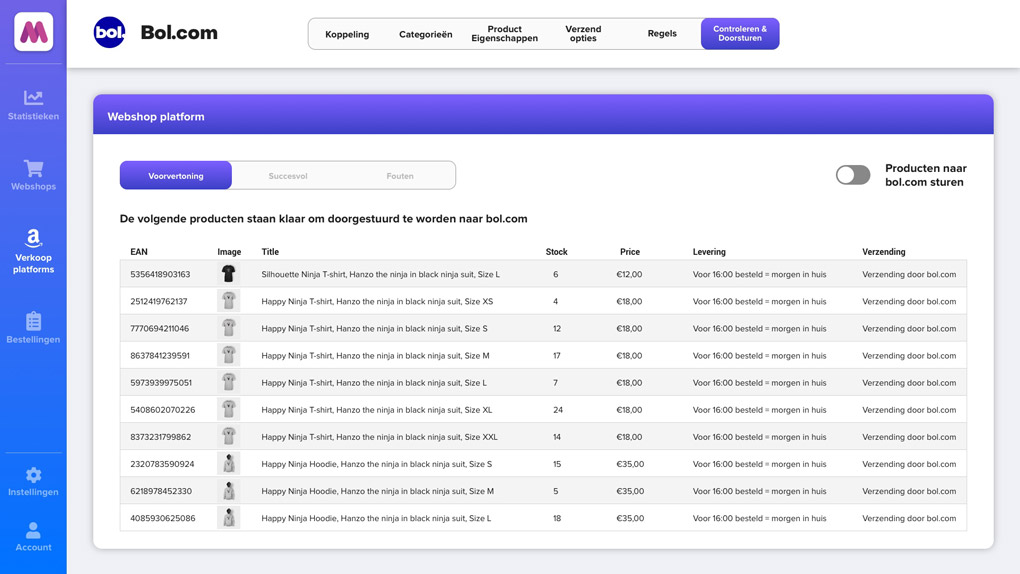 bol.
Bol.com
Koppeling
Categorieën
Product
Eigenschappen
Verzend
opties
Regels
Controleren &
Doorsturen
Statistieken
Webshops
Verkoop
platforms
Bestellingen
Instellingen
Account
Webshop platform
Voorvertoning
Succesvol
Fouten
Producten naar
bol.com sturen
De volgende producten staan klaar om doorgestuurd te worden naar bol.com
EAN Image Title Stock Price Levering Verzending
5356418903163 Silhouette Ninja T-shirt, Hanzo the ninja in black ninja suit, Size L 6 €12,00 Voor 16:00 besteld = morgen in huis Verzending door bol.com
2512419762137 Happy Ninja T-shirt, Hanzo the ninja in black ninja suit, Size XS 4 €18,00 Voor 16:00 besteld = morgen in huis Verzending door bol.com
7770694211046 Happy Ninja T-shirt, Hanzo the ninja in black ninja suit, Size S 12 €18,00 Voor 16:00 besteld = morgen in huis Verzending door bol.com
8637841239591 Happy Ninja T-shirt, Hanzo the ninja in black ninja suit, Size M 17 €18,00 Voor 16:00 besteld = morgen in huis Verzending door bol.com
5973939975051 Happy Ninja T-shirt, Hanzo the ninja in black ninja suit, Size L 7 €18,00 Voor 16:00 besteld = morgen in huis Verzending door bol.com
5408602070226 Happy Ninja T-shirt, Hanzo the ninja in black ninja suit, Size XL 24 €18,00 Voor 16:00 besteld = morgen in huis Verzending door bol.com
8373231799862 Happy Ninja T-shirt, Hanzo the ninja in black ninja suit, Size XXL 14 €18,00 Voor 16:00 besteld = morgen in huis Verzending door bol.com
2320783590924 Happy Ninja Hoodie, Hanzo the ninja in black ninja suit, Size S 15 €35,00 Voor 16:00 besteld = morgen in huis Verzending door bol.com
6218978452330 Happy Ninja Hoodie, Hanzo the ninja in black ninja suit, Size M 5 €35,00 Voor 16:00 besteld = morgen in huis Verzending door bol.com
4085930625086 Happy Ninja Hoodie, Hanzo the ninja in black ninja suit, Size L 18 €35,00 Voor 16:00 besteld = morgen in huis Verzending door bol.com